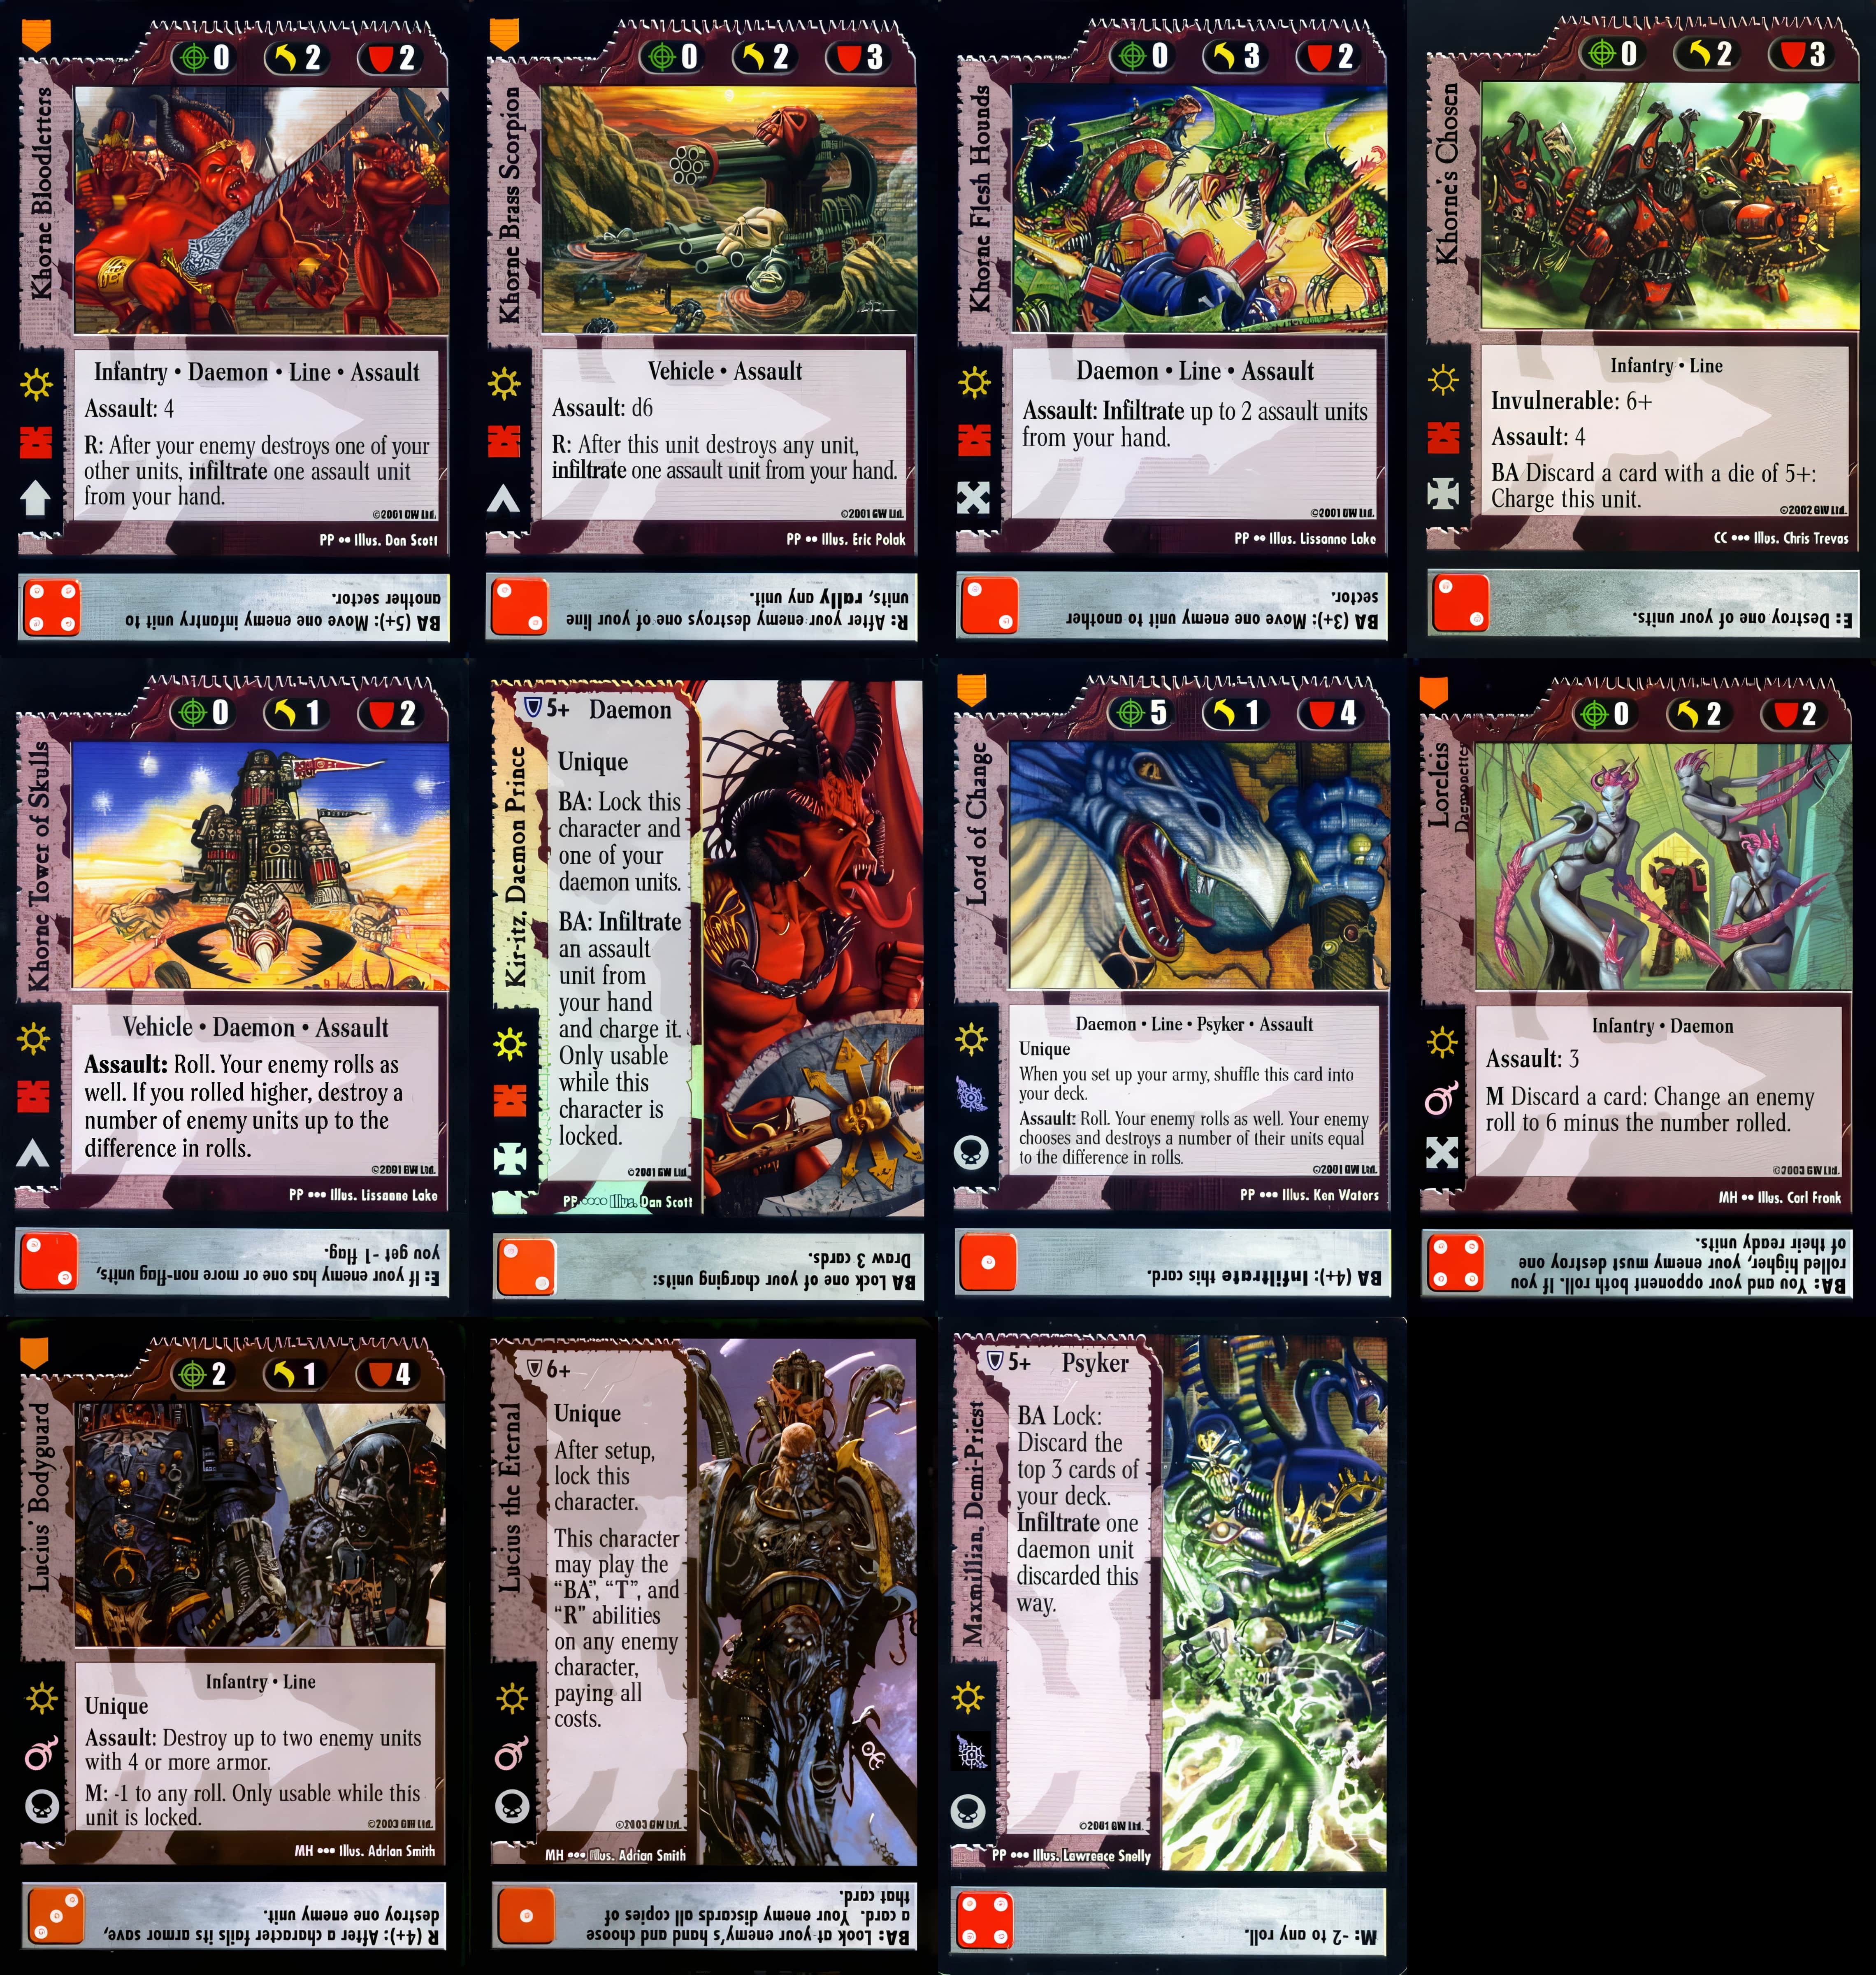 Khorne Bloodletters
0 2 2
Infantry • Daemon • Line • Assault
Assault: 4
R: After your enemy destroys one of your
other units, infiltrate one assault unit
from your hand.
©2001 GW Ltd.
PP •• Illus. Dan Scott
BA (5+): Move one enemy infantry unit to
another sector.
Khorne Brass Scorpion
0 2 3
Vehicle • Assault
Assault: d6
R: After this unit destroys any unit,
infiltrate one assault unit from your hand.
©2001 GW Ltd.
PP •• Illus. Eric Polak
R: After your enemy destroys one of your line
units, rally any unit.
Khorne Flesh Hounds
0 3 2
Daemon • Line • Assault
Assault: Infiltrate up to 2 assault units
from your hand.
©2001 GW Ltd.
PP •• Illus. Lissanne Lake
BA (3+): Move one enemy unit to another
sector.
Khorne's Chosen
0 2 3
Infantry • Line
Invulnerable: 6+
Assault: 4
BA Discard a card with a die of 5+:
Charge this unit.
©2002 GW Ltd.
CC ••• Illus. Chris Trevas
E: Destroy one of your units.
Khorne Tower of Skulls
0 1 2
Vehicle • Daemon • Assault
Assault: Roll. Your enemy rolls as
well. If you rolled higher, destroy a
number of enemy units up to the
difference in rolls.
©2001 GW Ltd.
PP ••• Illus. Lissanne Lake
E: If your enemy has one or more non-flag units,
you get -1 flag.
Kir-itz, Daemon Prince
5+ Daemon
Unique
BA: Lock this
character and
one of your
daemon units.
BA: Infiltrate
an assault
unit from
your hand
and charge it.
Only usable
while this
character is
locked.
©2001 GW Ltd.
PP •••• Illus. Dan Scott
BA Lock one of your charging units:
Draw 3 cards.
Lord of Change
5 1 4
Daemon • Line • Psyker • Assault
Unique
When you set up your army, shuffle this card into
your deck.
Assault: Roll. Your enemy rolls as well. Your enemy
chooses and destroys a number of their units equal
to the difference in rolls.
©2001 GW Ltd.
PP ••• Illus. Ken Waters
BA (4+): Infiltrate this card.
Loreleis
Daemonettes
0 2 2
Infantry • Daemon
Assault: 3
M Discard a card: Change an enemy
roll to 6 minus the number rolled.
©2003 GW Ltd.
MH •• Illus. Carl Frank
BA: You and your opponent both roll. If you
rolled higher, your enemy must destroy one
of their ready units.
Lucius' Bodyguard
2 1 4
Infantry • Line
Unique
Assault: Destroy up to two enemy units
with 4 or more armor.
M: -1 to any roll. Only usable while this
unit is locked.
©2003 GW Ltd.
MH ••• Illus. Adrian Smith
R (4+): After a character fails its armor save,
destroy one enemy unit.
Lucius the Eternal
6+
Unique
After setup,
lock this
character.
This character
may play the
“BA”, “T”, and
“R” abilities
on any enemy
character,
paying all
costs.
©2003 GW Ltd.
MH ••• Illus. Adrian Smith
BA: Look at your enemy's hand and choose
a card. Your enemy discards all copies of
that card.
Maxmillian, Demi-Priest
5+ Psyker
BA Lock:
Discard the
top 3 cards of
your deck.
Infiltrate one
daemon unit
discarded this
way.
©2001 GW Ltd.
PP ••• Illus. Lawrence Snelly
M: -2 to any roll.